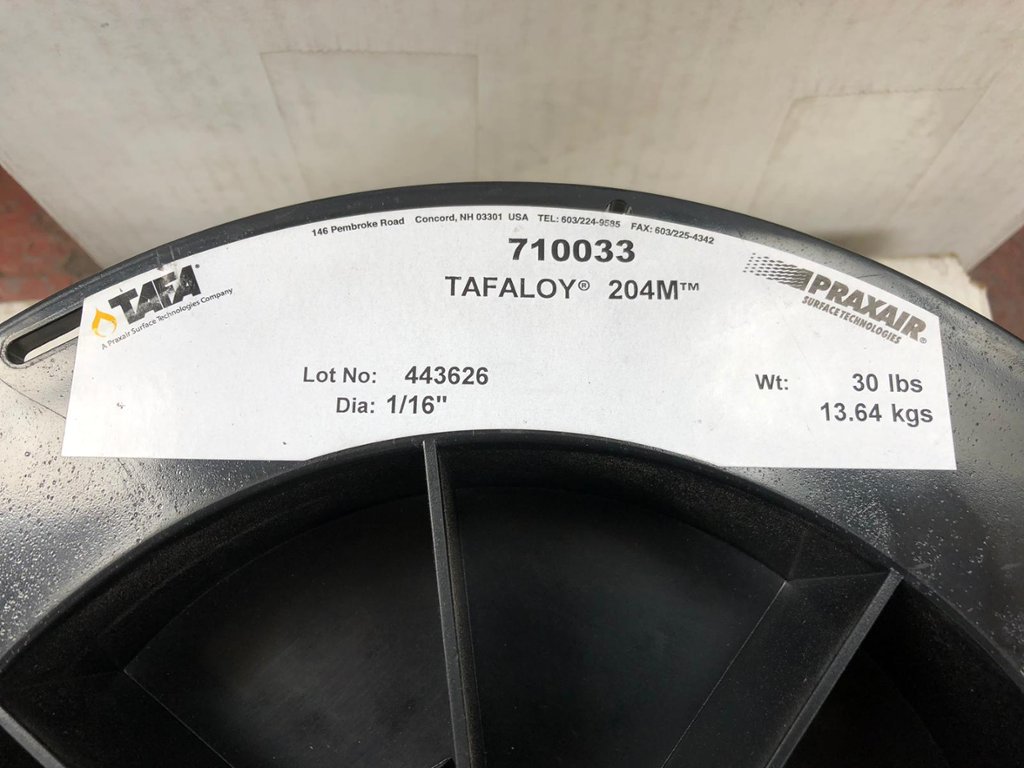 146 Pembroke Road Concord, NH 03301 USA TEL: 603/224-9585 FAX: 603/225-4342
710033
TAFALOY® 204M™
TAFA®
A Praxair Surface Technologies Company
PRAXAIR®
SURFACE TECHNOLOGIES
Lot No: 443626
Dia: 1/16"
Wt: 30 lbs
13.64 kgs